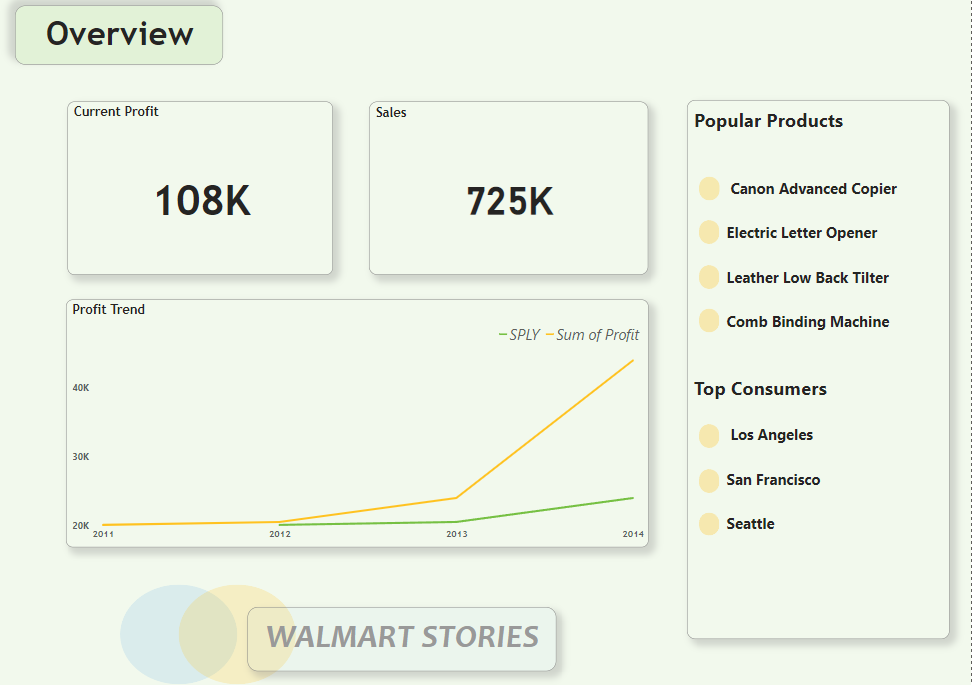 Overview
Current Profit
108K
Sales
725K
Profit Trend
SPLY Sum of Profit
40K
30K
20K
2011 2012 2013 2014
Popular Products
Canon Advanced Copier
Electric Letter Opener
Leather Low Back Tilter
Comb Binding Machine
Top Consumers
Los Angeles
San Francisco
Seattle
WALMART STORIES